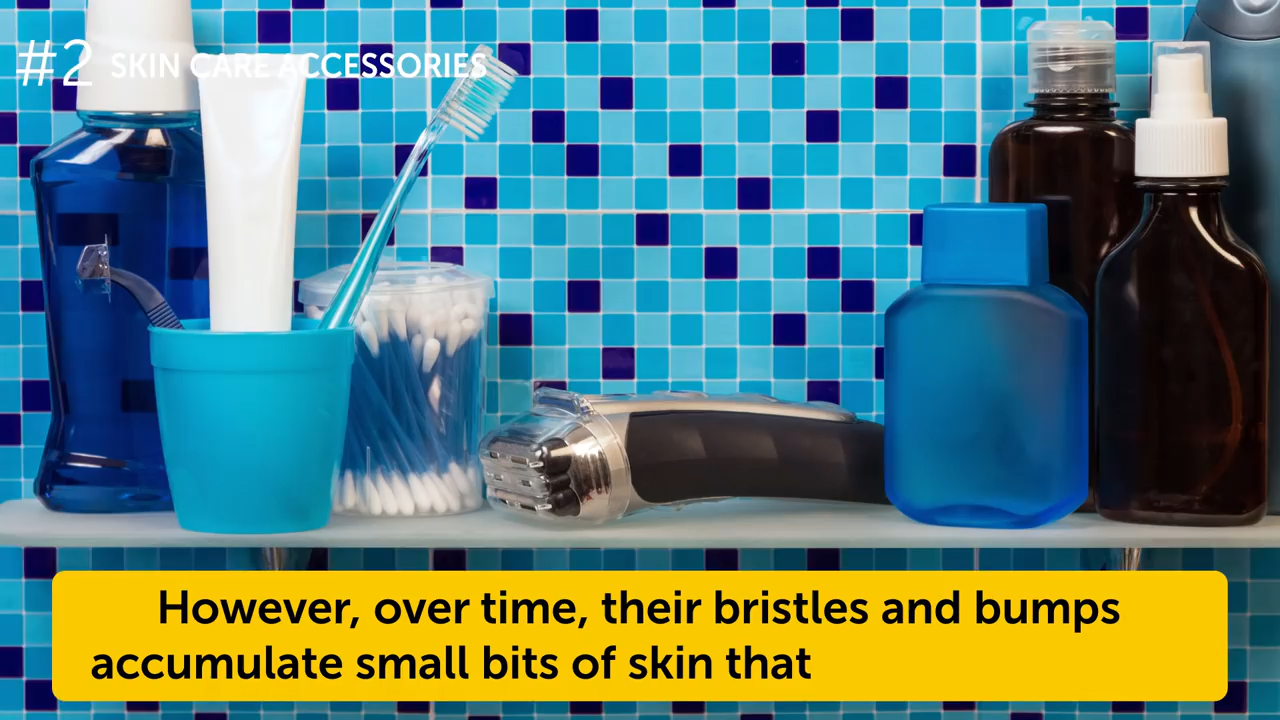 #2 SKIN CARE ACCESSORIES
However, over time, their bristles and bumps
accumulate small bits of skin that